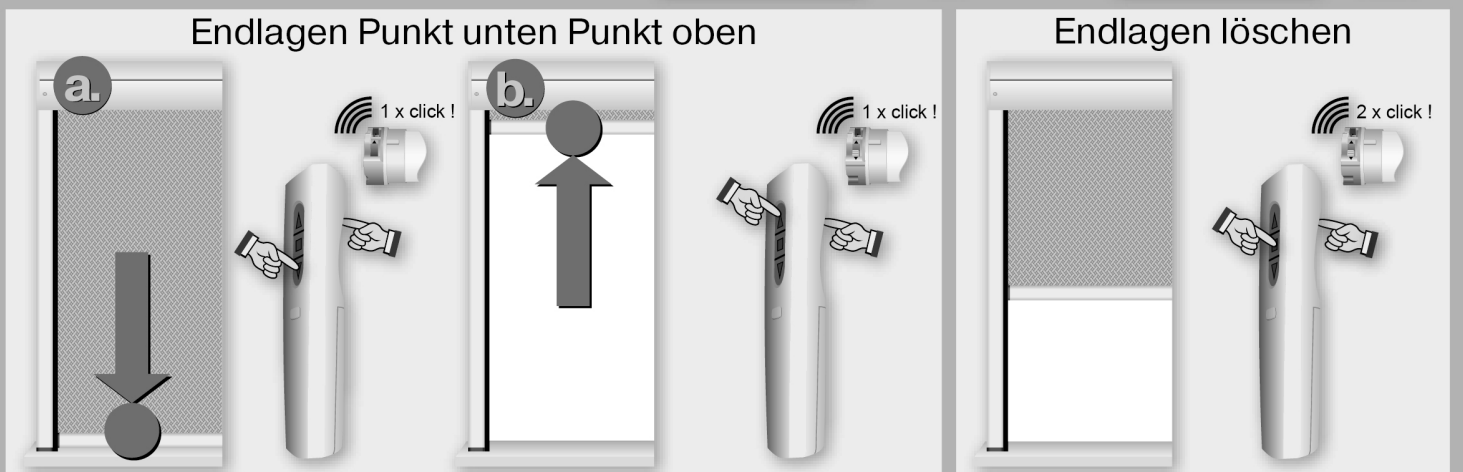 Endlagen Punkt unten Punkt oben
a.
1 x click !
b.
1 x click !
Endlagen löschen
2 x click !